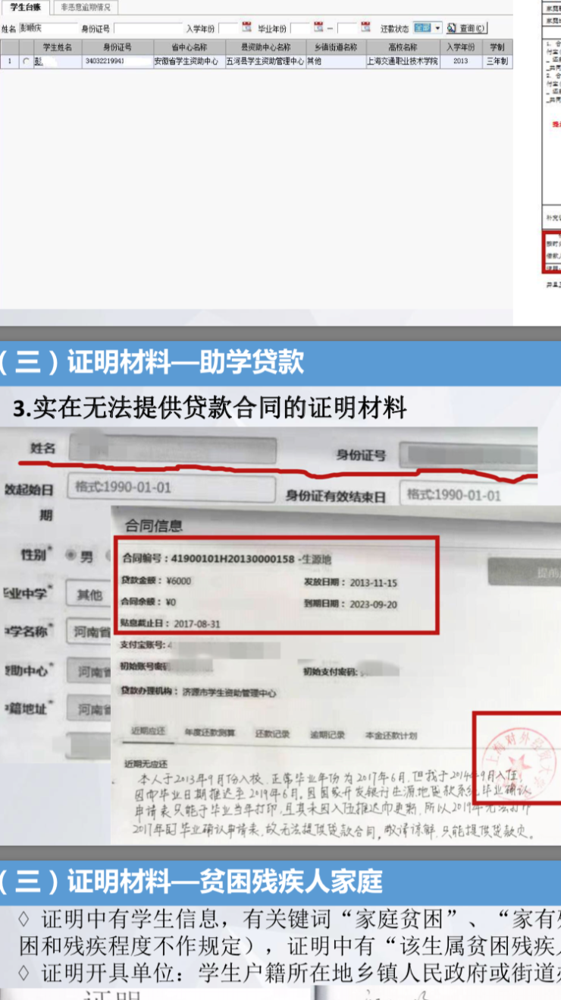 学生台账 非恶意逾期情况
姓名 彭顺庆 身份证号 入学年份 毕业年份 — 还款状态 全部 查询(C)
学生姓名 身份证号 省中心名称 县资助中心名称 乡镇街道名称 高校名称 入学年份 学制
1 彭 34032219941 安徽省学生资助中心 五河县学生资助管理中心 其他 上海交通职业技术学院 2013 三年制
(三)证明材料—助学贷款
3.实在无法提供贷款合同的证明材料
姓名 身份证号
效起始日 格式:1990-01-01 身份证有效结束日 格式:1990-01-01
期
合同信息
性别* 男
合同编号:41900101H20130000158 -生源地
贷款金额:¥6000 发放日期:2013-11-15
业中学* 其他
合同余额:¥0 到期日期:2023-09-20
贴息截止日:2017-08-31
学名称* 河南省
支付宝账号:4
初始账号密码 初始支付密码:
助中心* 河南省
贷款办理机构:济源市学生资助管理中心
籍地址* 河南省
近期应还 年度还款测算 还款记录 逾期记录 本金还款计划
上海对外经贸大学
近期无应还
本人于2013年9月份入校.正常毕业年份为2017年6月.但我于2014年9月入伍.
因而毕业日期推迟至2019年6月.因国家开发银行生源地贷款系统毕业确认
申请表只能于毕业当年打印,且其未因入伍推迟而更新.所以2019年无法打印
2017年的毕业确认申请表.故无法提供贷款合同,敬请谅解.只能提供贷款
(三)证明材料—贫困残疾人家庭
◇ 证明中有学生信息,有关键词“家庭贫困”、“家有
困和残疾程度不作规定),证明中有“该生属贫困残疾
◇ 证明开具单位:学生户籍所在地乡镇人民政府或街道
证明